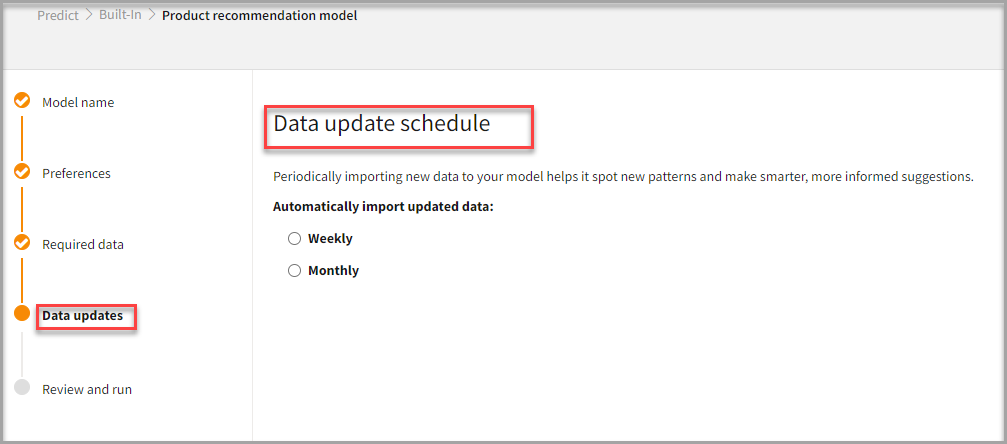 Predict > Built-In > Product recommendation model
Model name
Preferences
Required data
Data updates
Review and run
Data update schedule
Periodically importing new data to your model helps it spot new patterns and make smarter, more informed suggestions.
Automatically import updated data:
Weekly
Monthly